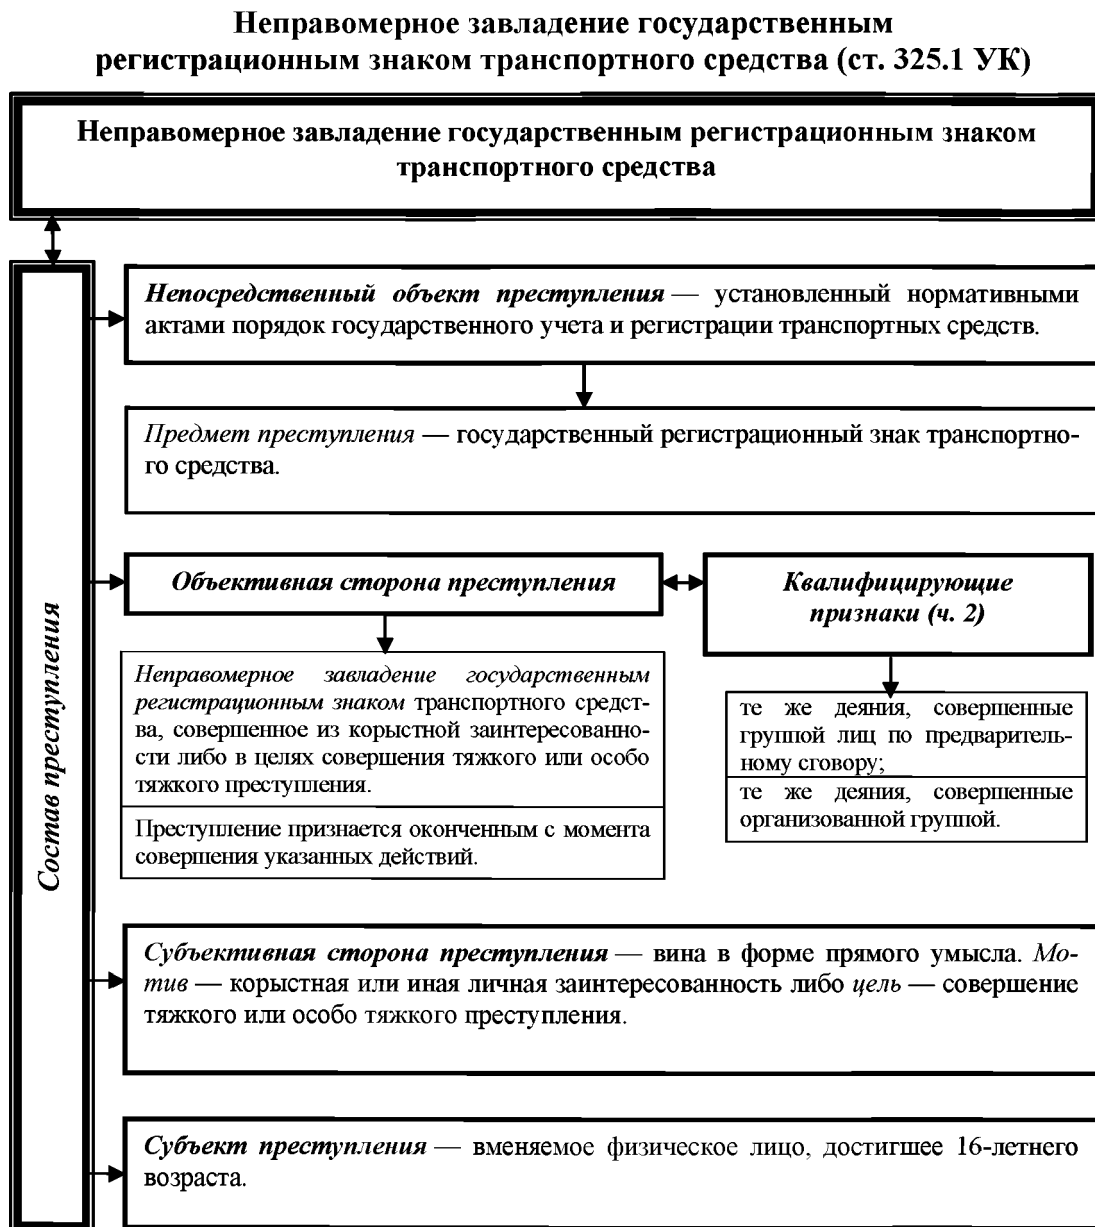 Неправомерное завладение государственным
регистрационным знаком транспортного средства (ст. 325.1 УК)
Неправомерное завладение государственным регистрационным знаком
транспортного средства
Состав преступления
Непосредственный объект преступления — установленный нормативными
актами порядок государственного учета и регистрации транспортных средств.
Предмет преступления — государственный регистрационный знак транспортно-
го средства.
Объективная сторона преступления
Неправомерное завладение государственным
регистрационным знаком транспортного средст-
ва, совершенное из корыстной заинтересованно-
сти либо в целях совершения тяжкого или особо
тяжкого преступления.
Преступление признается оконченным с момента
совершения указанных действий.
Квалифицирующие
признаки (ч. 2)
те же деяния, совершенные
группой лиц по предваритель-
ному сговору;
те же деяния, совершенные
организованной группой.
Субъективная сторона преступления — вина в форме прямого умысла. Мо-
тив — корыстная или иная личная заинтересованность либо цель — совершение
тяжкого или особо тяжкого преступления.
Субъект преступления — вменяемое физическое лицо, достигшее 16-летнего
возраста.